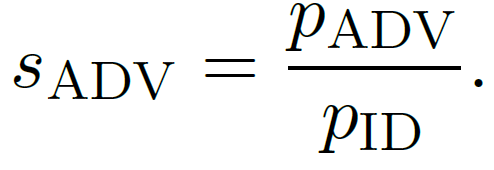 s_ADV = p_ADV / p_ID .